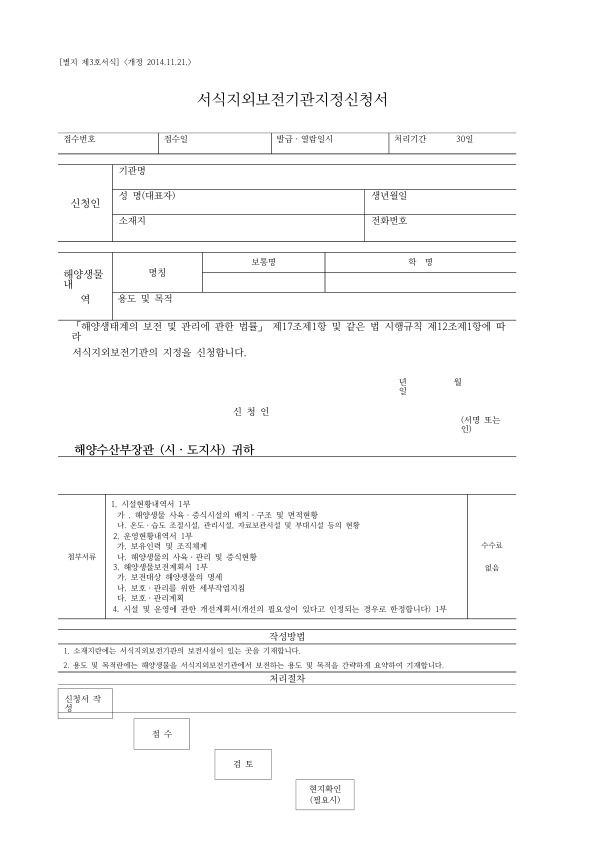 [별지 제3호서식] <개정 2014.11.21.>
서식지외보전기관지정신청서
접수번호 접수일 발급ㆍ열람일시 처리기간 30일
신청인
기관명
성 명(대표자) 생년월일
소재지 전화번호
해양생물
내
역
명칭
보통명 학 명
용도 및 목적
「해양생태계의 보전 및 관리에 관한 법률」 제17조제1항 및 같은 법 시행규칙 제12조제1항에 따
라
서식지외보전기관의 지정을 신청합니다.
년 월
일
신 청 인
(서명 또는
인)
해양수산부장관 (시ㆍ도지사) 귀하
첨부서류
1. 시설현황내역서 1부
가 . 해양생물 사육ㆍ증식시설의 배치ㆍ구조 및 면적현황
나. 온도ㆍ습도 조절시설, 관리시설, 자료보관시설 및 부대시설 등의 현황
2. 운영현황내역서 1부
가. 보유인력 및 조직체계
나. 해양생물의 사육ㆍ관리 및 증식현황
3. 해양생물보전계획서 1부
가. 보전대상 해양생물의 명세
나. 보호ㆍ관리를 위한 세부작업지침
다. 보호ㆍ관리계획
4. 시설 및 운영에 관한 개선계획서(개선의 필요성이 있다고 인정되는 경우로 한정합니다) 1부
수수료
없음
작성방법
1. 소재지란에는 서식지외보전기관의 보전시설이 있는 곳을 기재합니다.
2. 용도 및 목적란에는 해양생물을 서식지외보전기관에서 보전하는 용도 및 목적을 간략하게 요약하여 기재합니다.
처리절차
신청서 작
성
접 수
검 토
현지확인
(필요시)